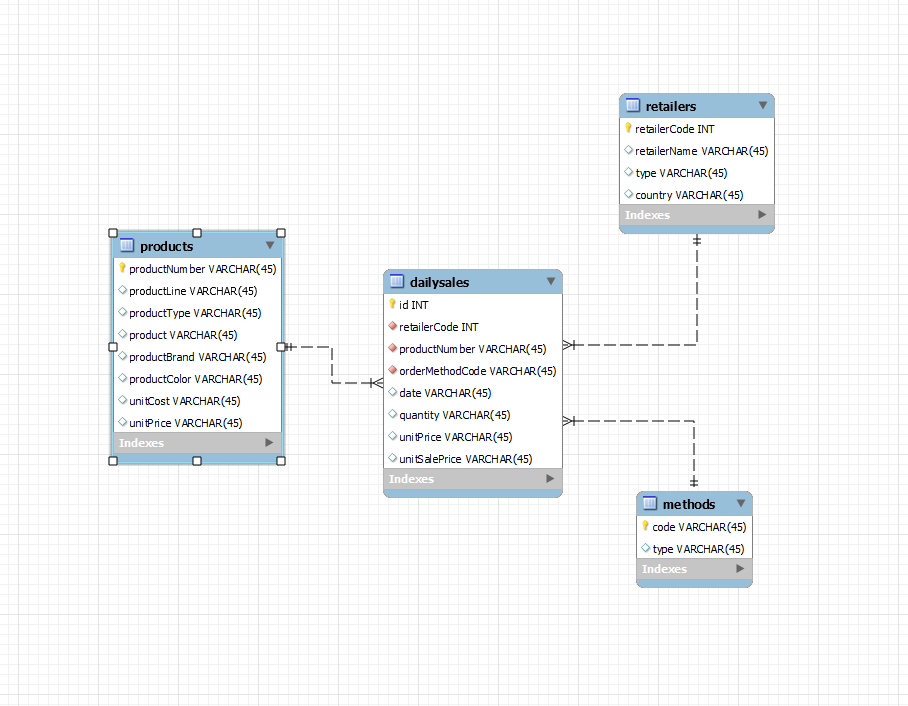 retailers
retailerCode INT
retailerName VARCHAR(45)
type VARCHAR(45)
country VARCHAR(45)
Indexes
products
productNumber VARCHAR(45)
productLine VARCHAR(45)
productType VARCHAR(45)
product VARCHAR(45)
productBrand VARCHAR(45)
productColor VARCHAR(45)
unitCost VARCHAR(45)
unitPrice VARCHAR(45)
Indexes
dailysales
id INT
retailerCode INT
productNumber VARCHAR(45)
orderMethodCode VARCHAR(45)
date VARCHAR(45)
quantity VARCHAR(45)
unitPrice VARCHAR(45)
unitSalePrice VARCHAR(45)
Indexes
methods
code VARCHAR(45)
type VARCHAR(45)
Indexes